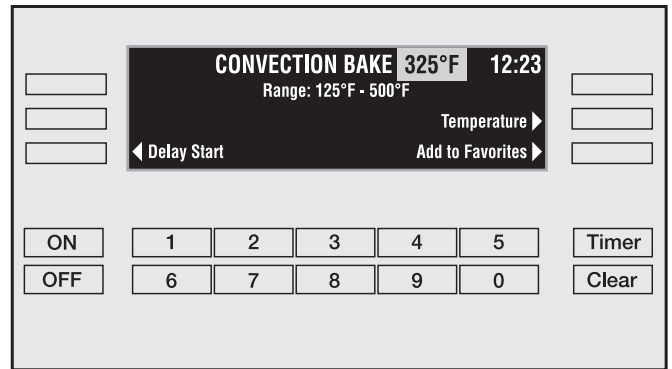 CONVECTION BAKE 325°F 12:23
Range: 125°F - 500°F
Temperature
Delay Start Add to Favorites
ON 1 2 3 4 5 Timer
OFF 6 7 8 9 0 Clear